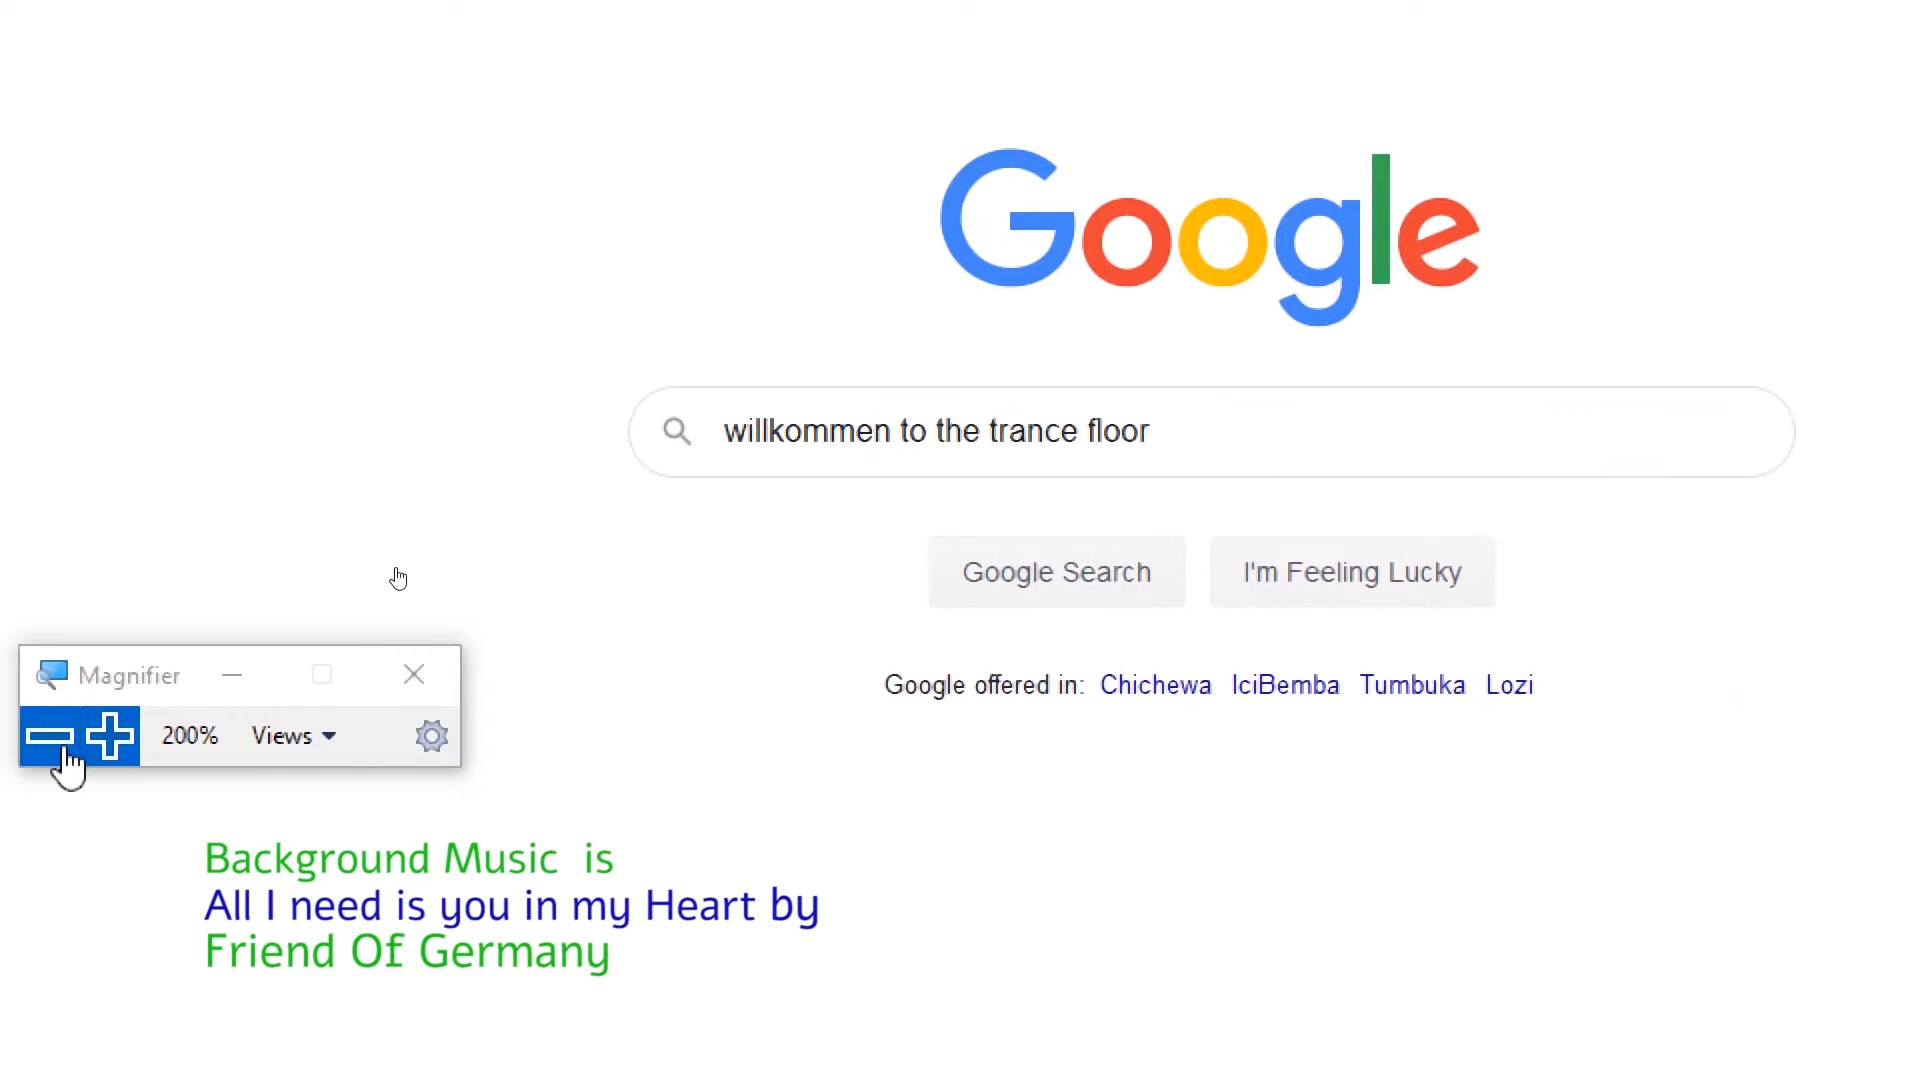 Google
willkommen to the trance floor
Google Search I'm Feeling Lucky
Google offered in: Chichewa IciBemba Tumbuka Lozi
Magnifier
200% Views
Background Music is
All I need is you in my Heart by
Friend Of Germany